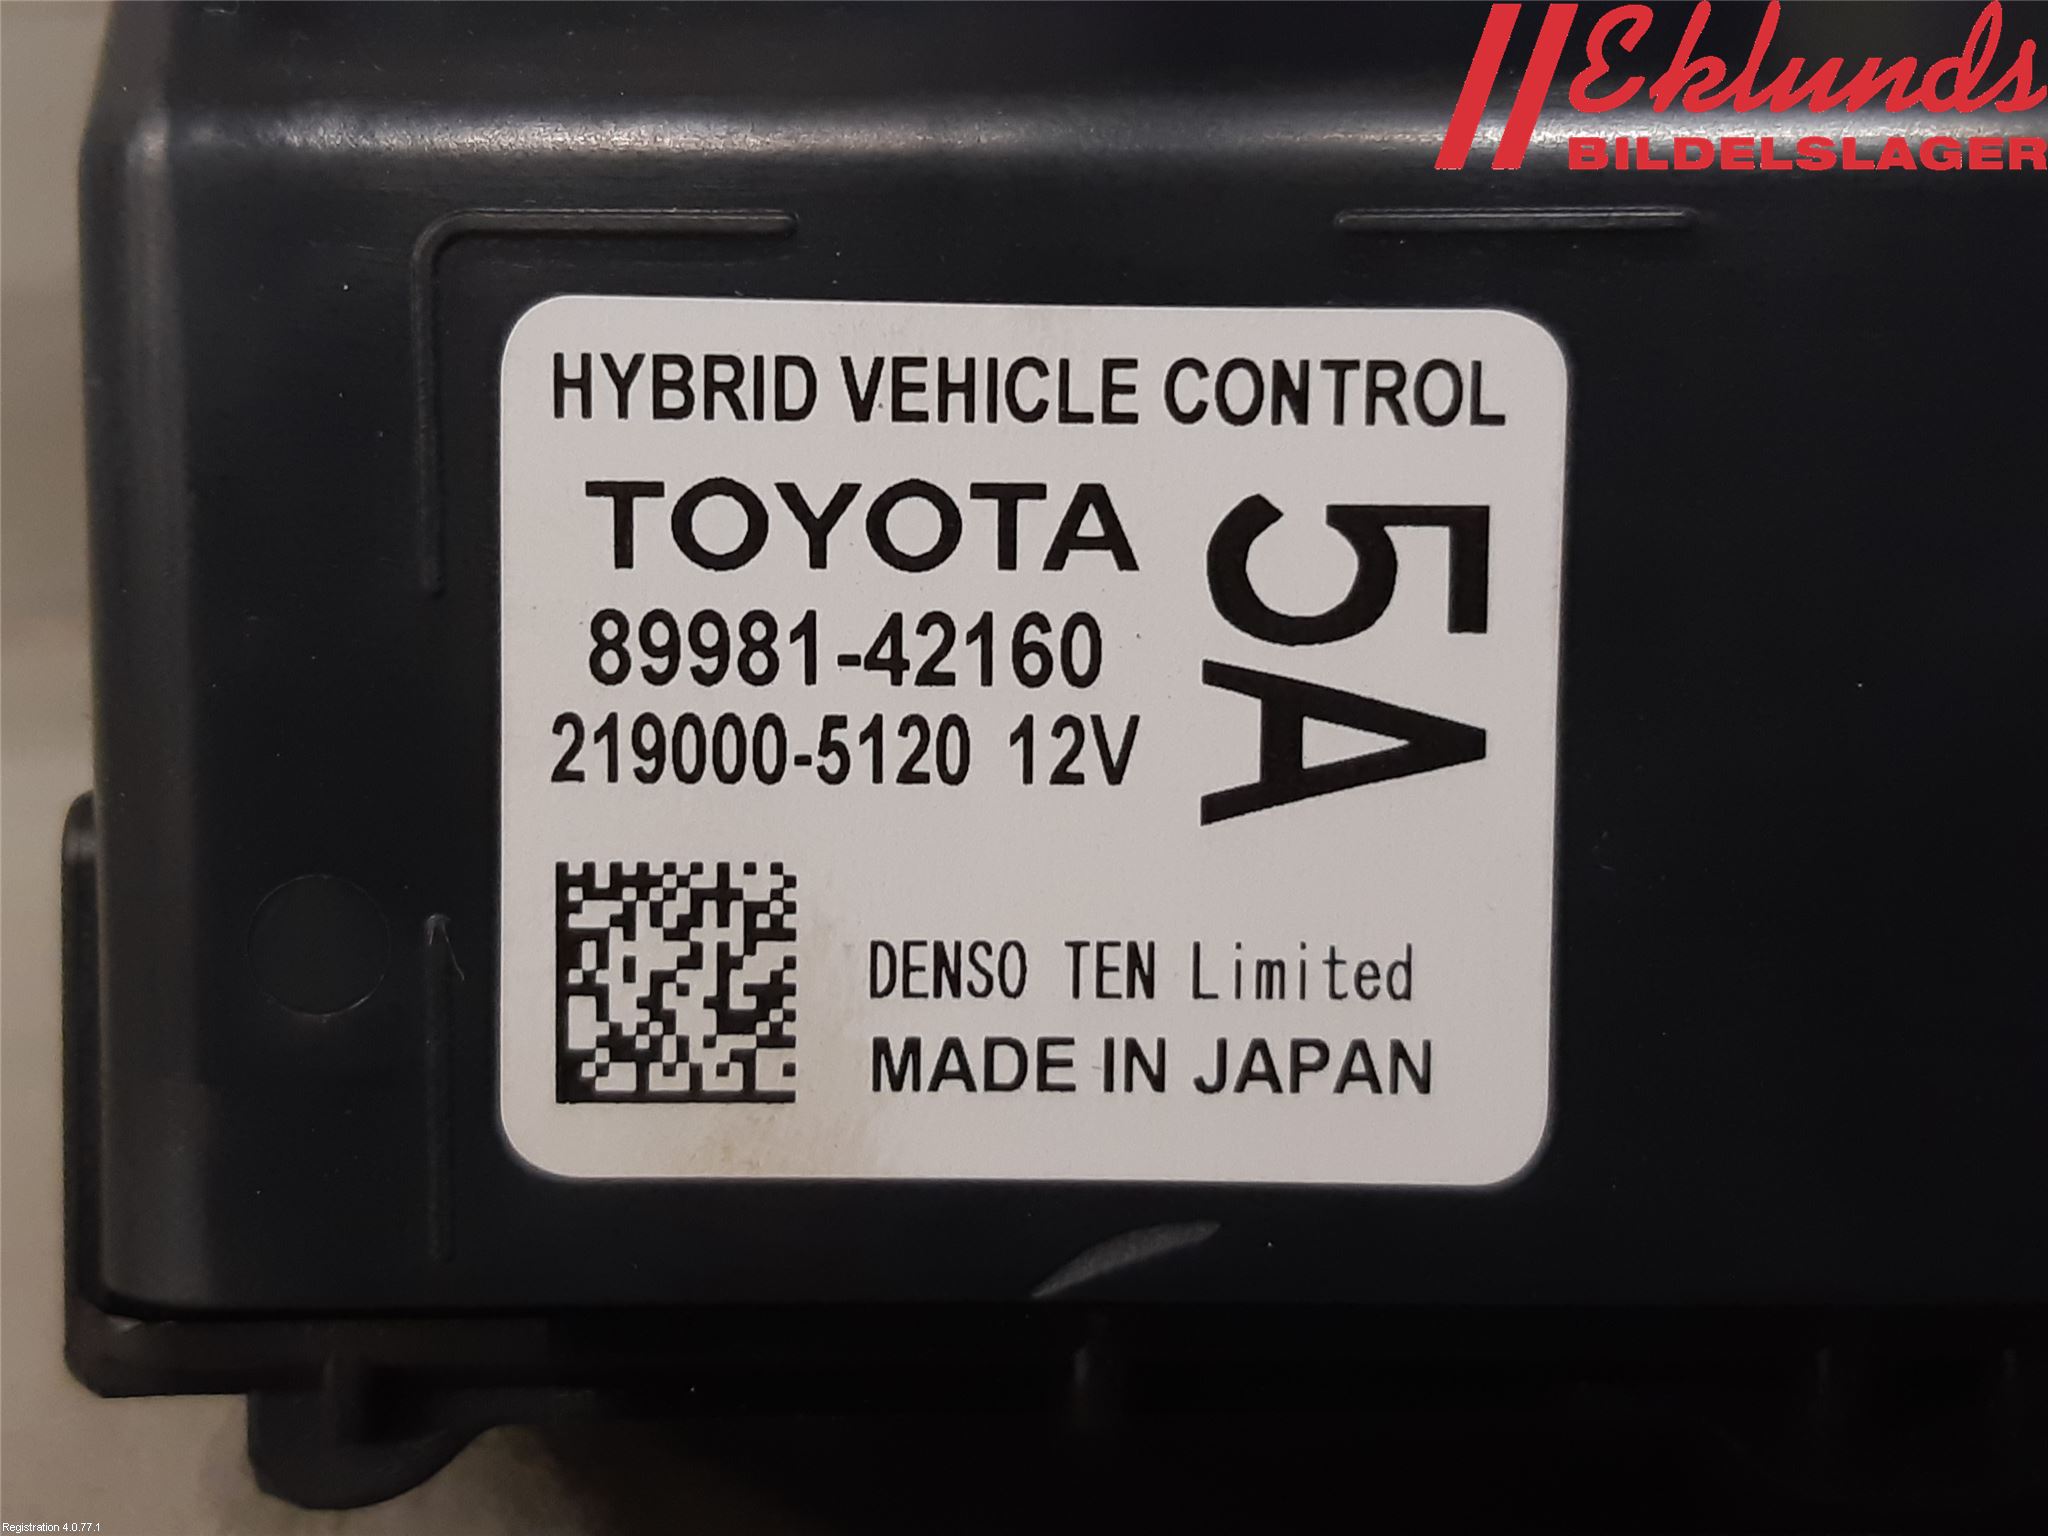 Eklunds
BILDELSLAGER
HYBRID VEHICLE CONTROL
TOYOTA
5A
89981-42160
219000-5120 12V
DENSO TEN Limited
MADE IN JAPAN
Registration 4.0.77.1